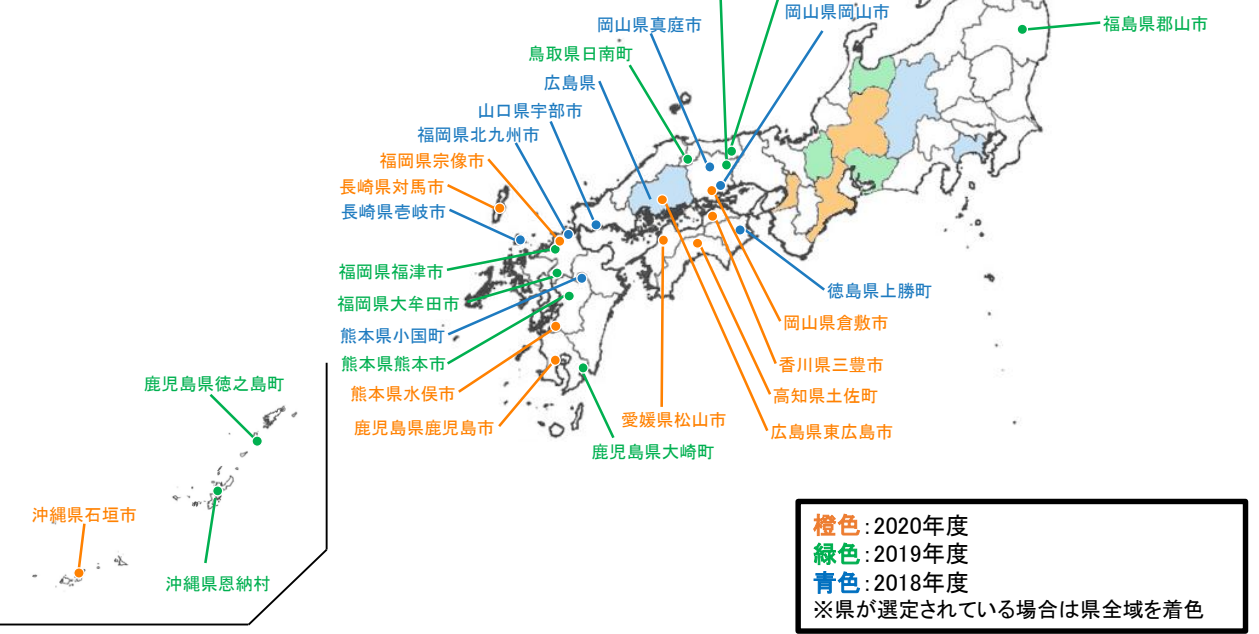 岡山県岡山市
岡山県真庭市
福島県郡山市
鳥取県日南町
広島県
山口県宇部市
福岡県北九州市
福岡県宗像市
長崎県対馬市
長崎県壱岐市
福岡県福津市
福岡県大牟田市
熊本県小国町
熊本県熊本市
熊本県水俣市
鹿児島県鹿児島市
徳島県上勝町
岡山県倉敷市
香川県三豊市
高知県土佐町
愛媛県松山市
広島県東広島市
鹿児島県大崎町
鹿児島県徳之島町
沖縄県石垣市
沖縄県恩納村
橙色:2020年度
緑色:2019年度
青色:2018年度
※県が選定されている場合は県全域を着色